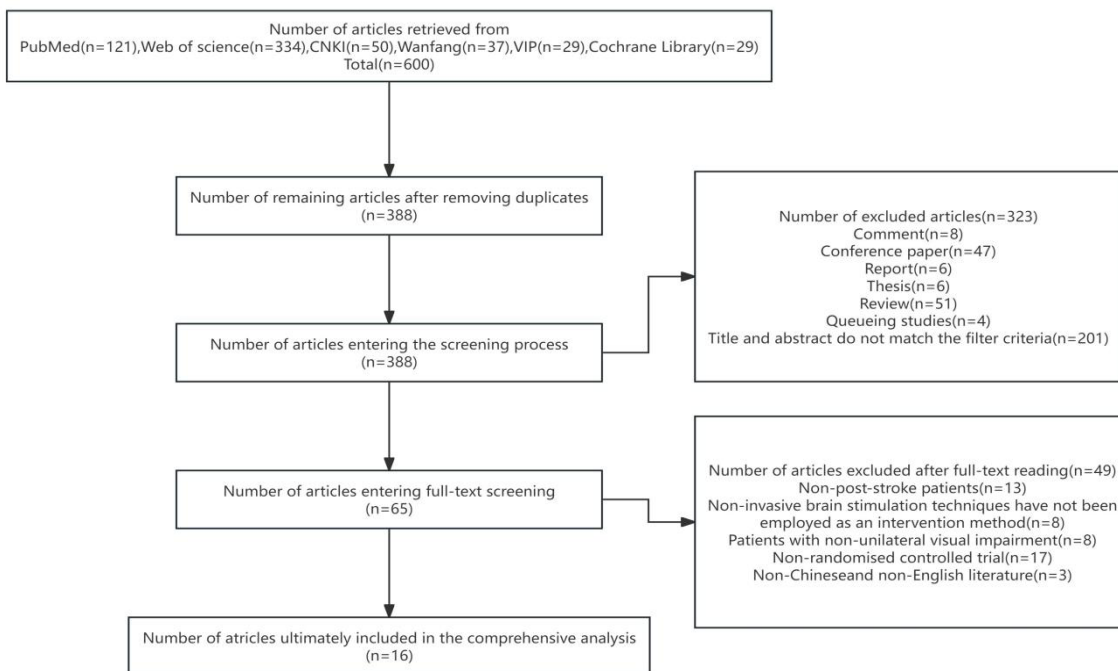 Number of articles retrieved from
PubMed(n=121),Web of science(n=334),CNKI(n=50),Wanfang(n=37),VIP(n=29),Cochrane Library(n=29)
Total(n=600)
Number of remaining articles after removing duplicates
(n=388)
Number of excluded articles(n=323)
Comment(n=8)
Conference paper(n=47)
Report(n=6)
Thesis(n=6)
Review(n=51)
Queueing studies(n=4)
Title and abstract do not match the filter criteria(n=201)
Number of articles entering the screening process
(n=388)
Number of articles excluded after full-text reading(n=49)
Non-post-stroke patients(n=13)
Non-invasive brain stimulation techniques have not been
employed as an intervention method(n=8)
Patients with non-unilateral visual impairment(n=8)
Non-randomised controlled trial(n=17)
Non-Chineseand non-English literature(n=3)
Number of articles entering full-text screening
(n=65)
Number of atricles ultimately included in the comprehensive analysis
(n=16)